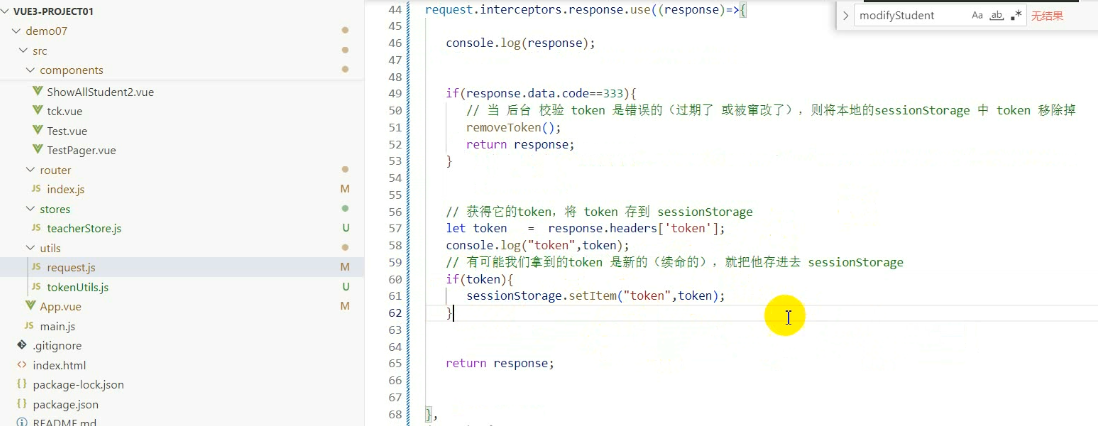 VUE3-PROJECT01
demo07
src
components
ShowAllStudent2.vue
tck.vue
Test.vue
TestPager.vue
router
JS index.js M
stores
JS teacherStore.js U
utils
JS request.js M
JS tokenUtils.js U
App.vue M
JS main.js
.gitignore
<> index.html
{} package-lock.json
{} package.json
README.md
modifyStudent Aa ab .* 无结果
44 request.interceptors.response.use((response)=>{
45
46 console.log(response);
47
48
49 if(response.data.code==333){
50 // 当 后台 校验 token 是错误的（过期了 或被窜改了），则将本地的sessionStorage 中 token 移除掉
51 removeToken();
52 return response;
53 }
54
55
56 // 获得它的token，将 token 存到 sessionStorage
57 let token = response.headers['token'];
58 console.log("token",token);
59 // 有可能我们拿到的token 是新的（续命的），就把他存进去 sessionStorage
60 if(token){
61 sessionStorage.setItem("token",token);
62 }
63
64
65 return response;
66
67
68 },